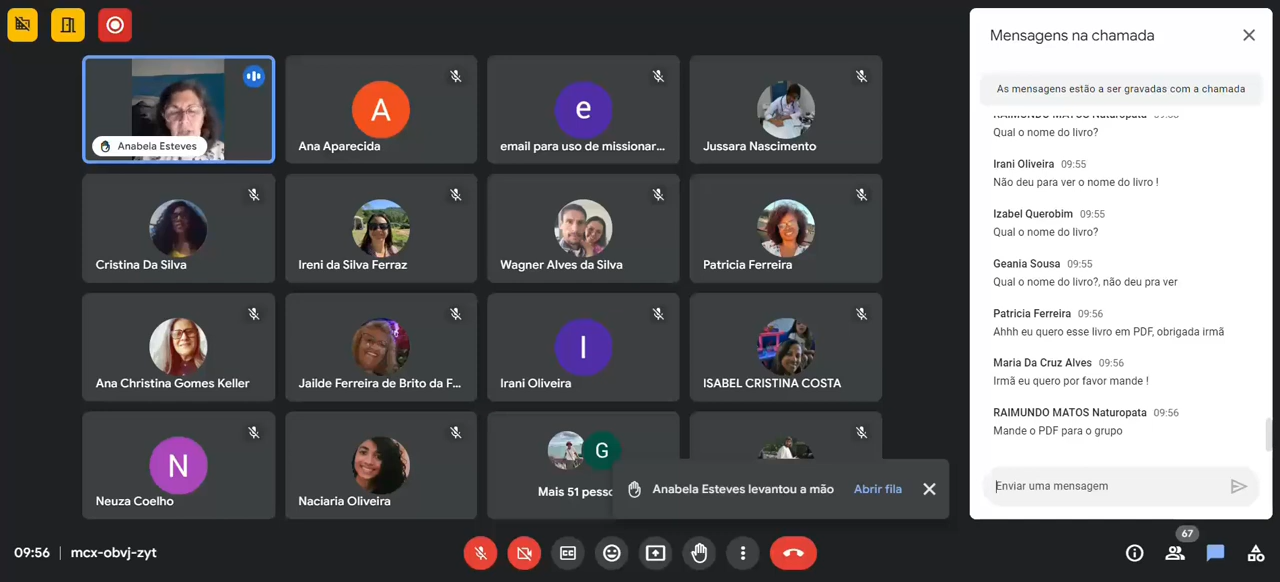 Anabela Esteves
A
Ana Aparecida
e
email para uso de missionar...
Jussara Nascimento
Cristina Da Silva
Ireni da Silva Ferraz
Wagner Alves da Silva
Patricia Ferreira
Ana Christina Gomes Keller
Jailde Ferreira de Brito da F...
I
Irani Oliveira
ISABEL CRISTINA COSTA
N
Neuza Coelho
Naciaria Oliveira
G
Mais 51 pesso
Anabela Esteves levantou a mão Abrir fila
Mensagens na chamada
As mensagens estão a ser gravadas com a chamada
RAIMUNDO MATOS Naturopata
Qual o nome do livro?
Irani Oliveira 09:55
Não deu para ver o nome do livro !
Izabel Querobim 09:55
Qual o nome do livro?
Geania Sousa 09:55
Qual o nome do livro?, não deu pra ver
Patricia Ferreira 09:56
Ahhh eu quero esse livro em PDF, obrigada irmã
Maria Da Cruz Alves 09:56
Irmã eu quero por favor mande !
RAIMUNDO MATOS Naturopata 09:56
Mande o PDF para o grupo
Enviar uma mensagem
09:56 | mcx-obvj-zyt
67